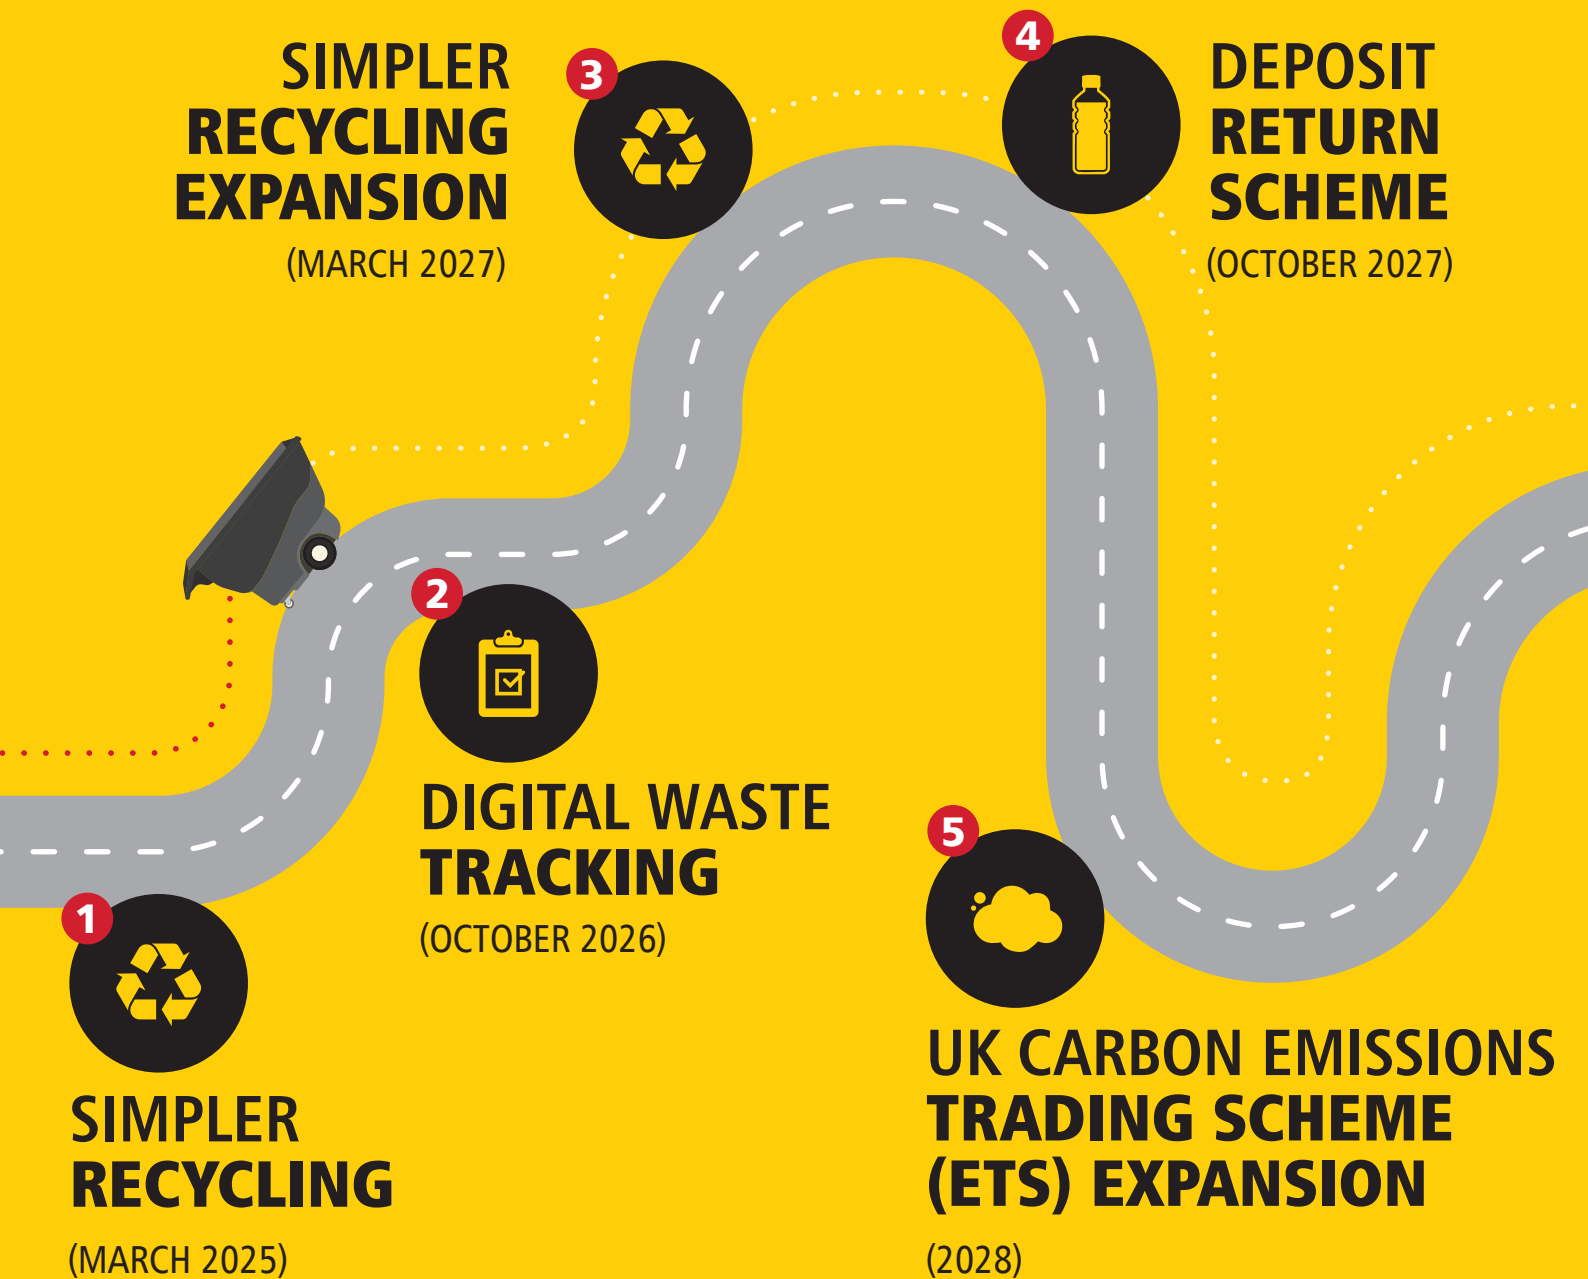 1
SIMPLER
RECYCLING
(MARCH 2025)
2
DIGITAL WASTE
TRACKING
(OCTOBER 2026)
3
SIMPLER
RECYCLING
EXPANSION
(MARCH 2027)
4
DEPOSIT
RETURN
SCHEME
(OCTOBER 2027)
5
UK CARBON EMISSIONS
TRADING SCHEME
(ETS) EXPANSION
(2028)